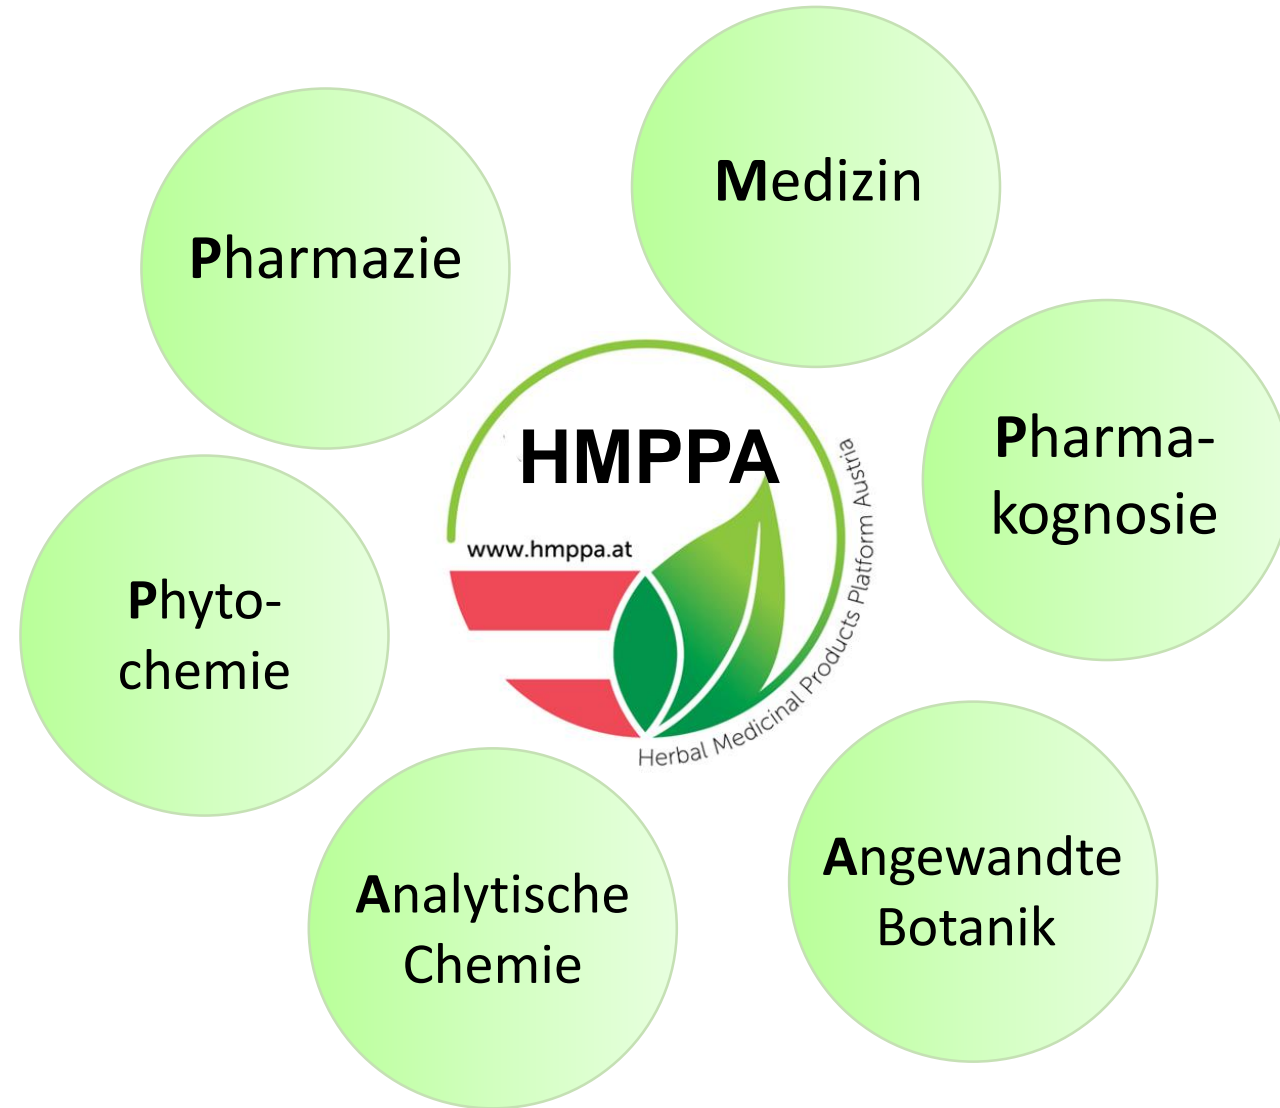 Medizin
Pharmazie
Pharma-
kognosie
HMPPA
www.hmppa.at
Herbal Medicinal Products Platform Austria
Phyto-
chemie
Angewandte
Botanik
Analytische
Chemie